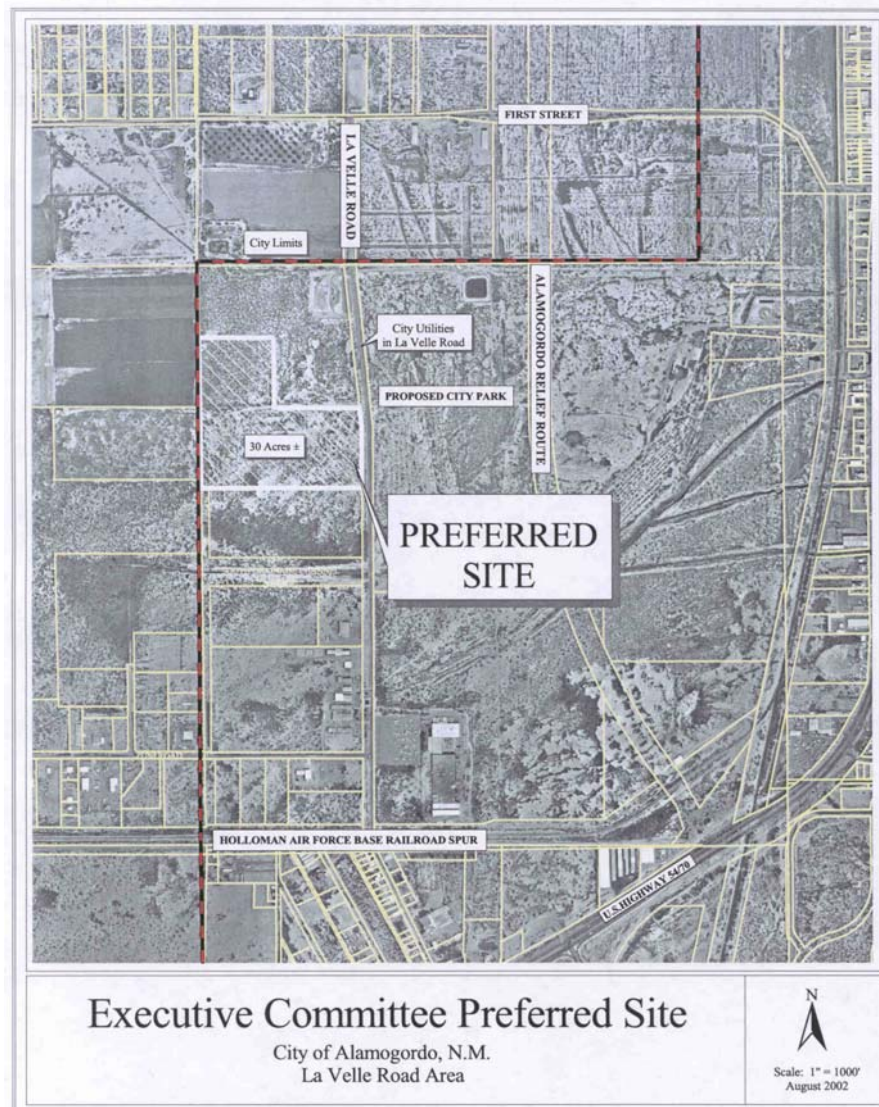 FIRST STREET
LA VELLE ROAD
City Limits
ALAMOGORDO RELIEF ROUTE
City Utilities
in La Velle Road
PROPOSED CITY PARK
30 Acres ±
PREFERRED
SITE
HOLLOMAN AIR FORCE BASE RAILROAD SPUR
U.S. HIGHWAY 54/70
Executive Committee Preferred Site
City of Alamogordo, N.M.
La Velle Road Area
N
Scale: 1" = 1000'
August 2002